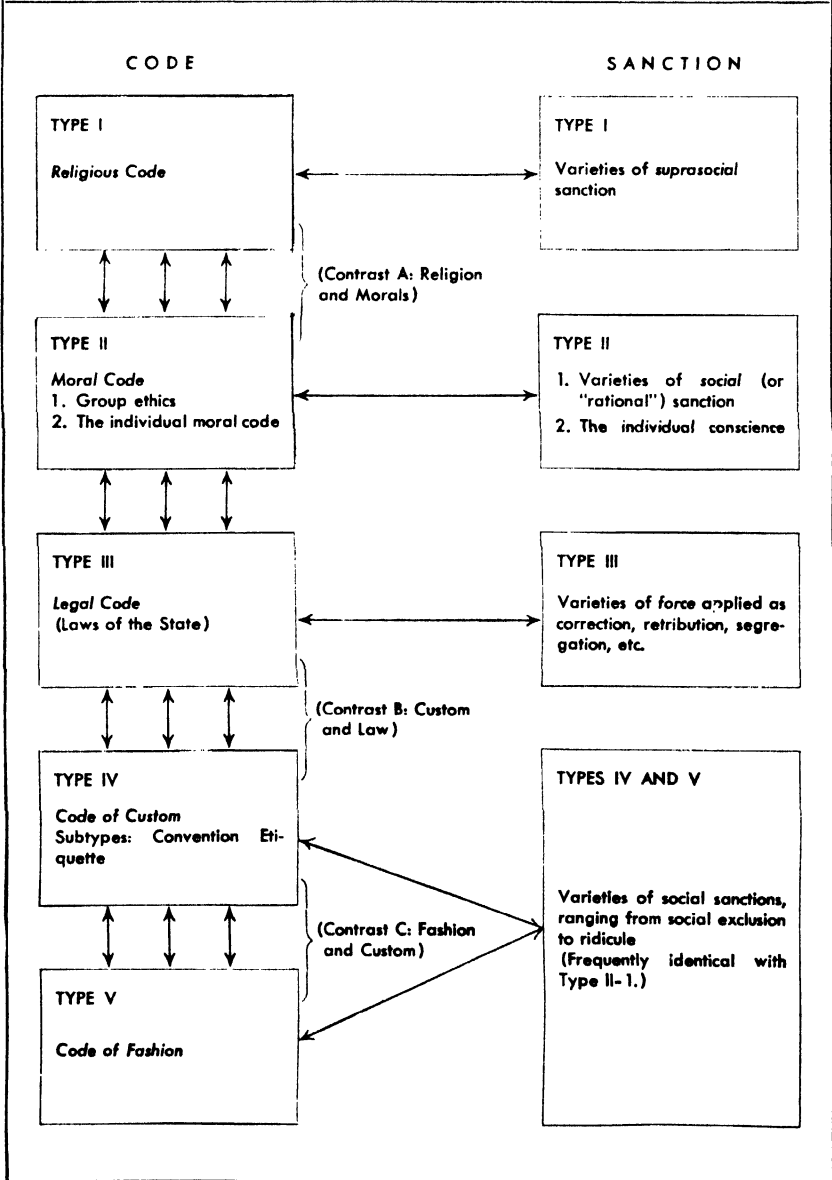 CODE
SANCTION
TYPE I
Religious Code
TYPE I
Varieties of suprasocial
sanction
(Contrast A: Religion
and Morals)
TYPE II
Moral Code
1. Group ethics
2. The individual moral code
TYPE II
1. Varieties of social (or
"rational") sanction
2. The individual conscience
TYPE III
Legal Code
(Laws of the State)
TYPE III
Varieties of force applied as
correction, retribution, segre-
gation, etc.
(Contrast B: Custom
and Law)
TYPE IV
Code of Custom
Subtypes: Convention Eti-
quette
TYPES IV AND V
Varieties of social sanctions,
ranging from social exclusion
to ridicule
(Frequently identical with
Type II-1.)
(Contrast C: Fashion
and Custom)
TYPE V
Code of Fashion